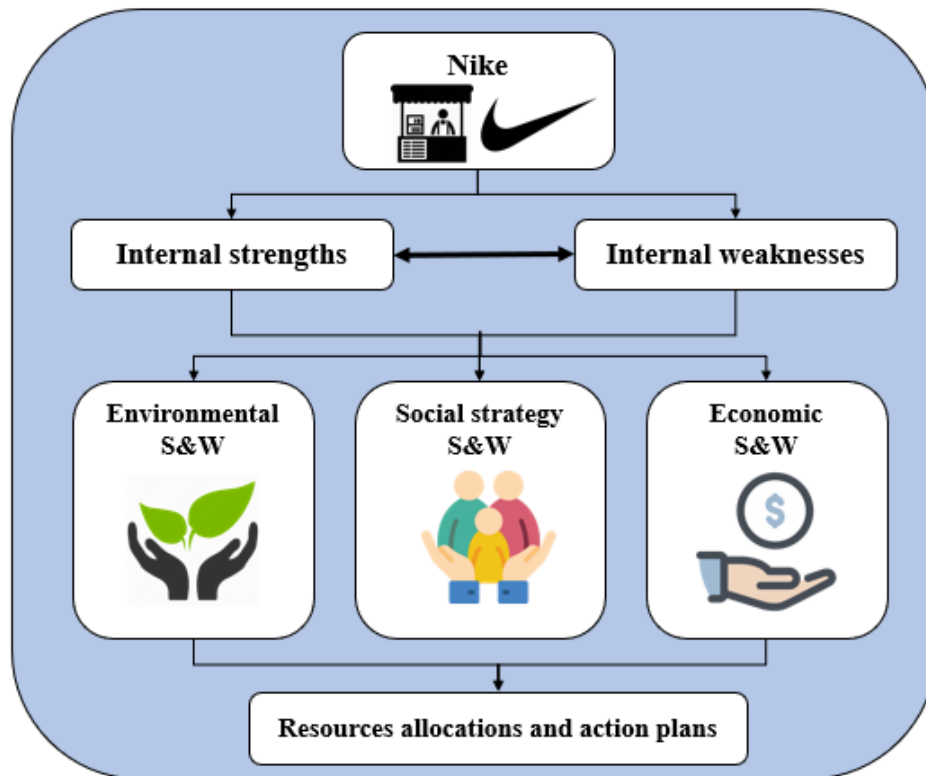 Nike
Internal strengths
Internal weaknesses
Environmental
S&W
Social strategy
S&W
Economic
S&W
$
Resources allocations and action plans